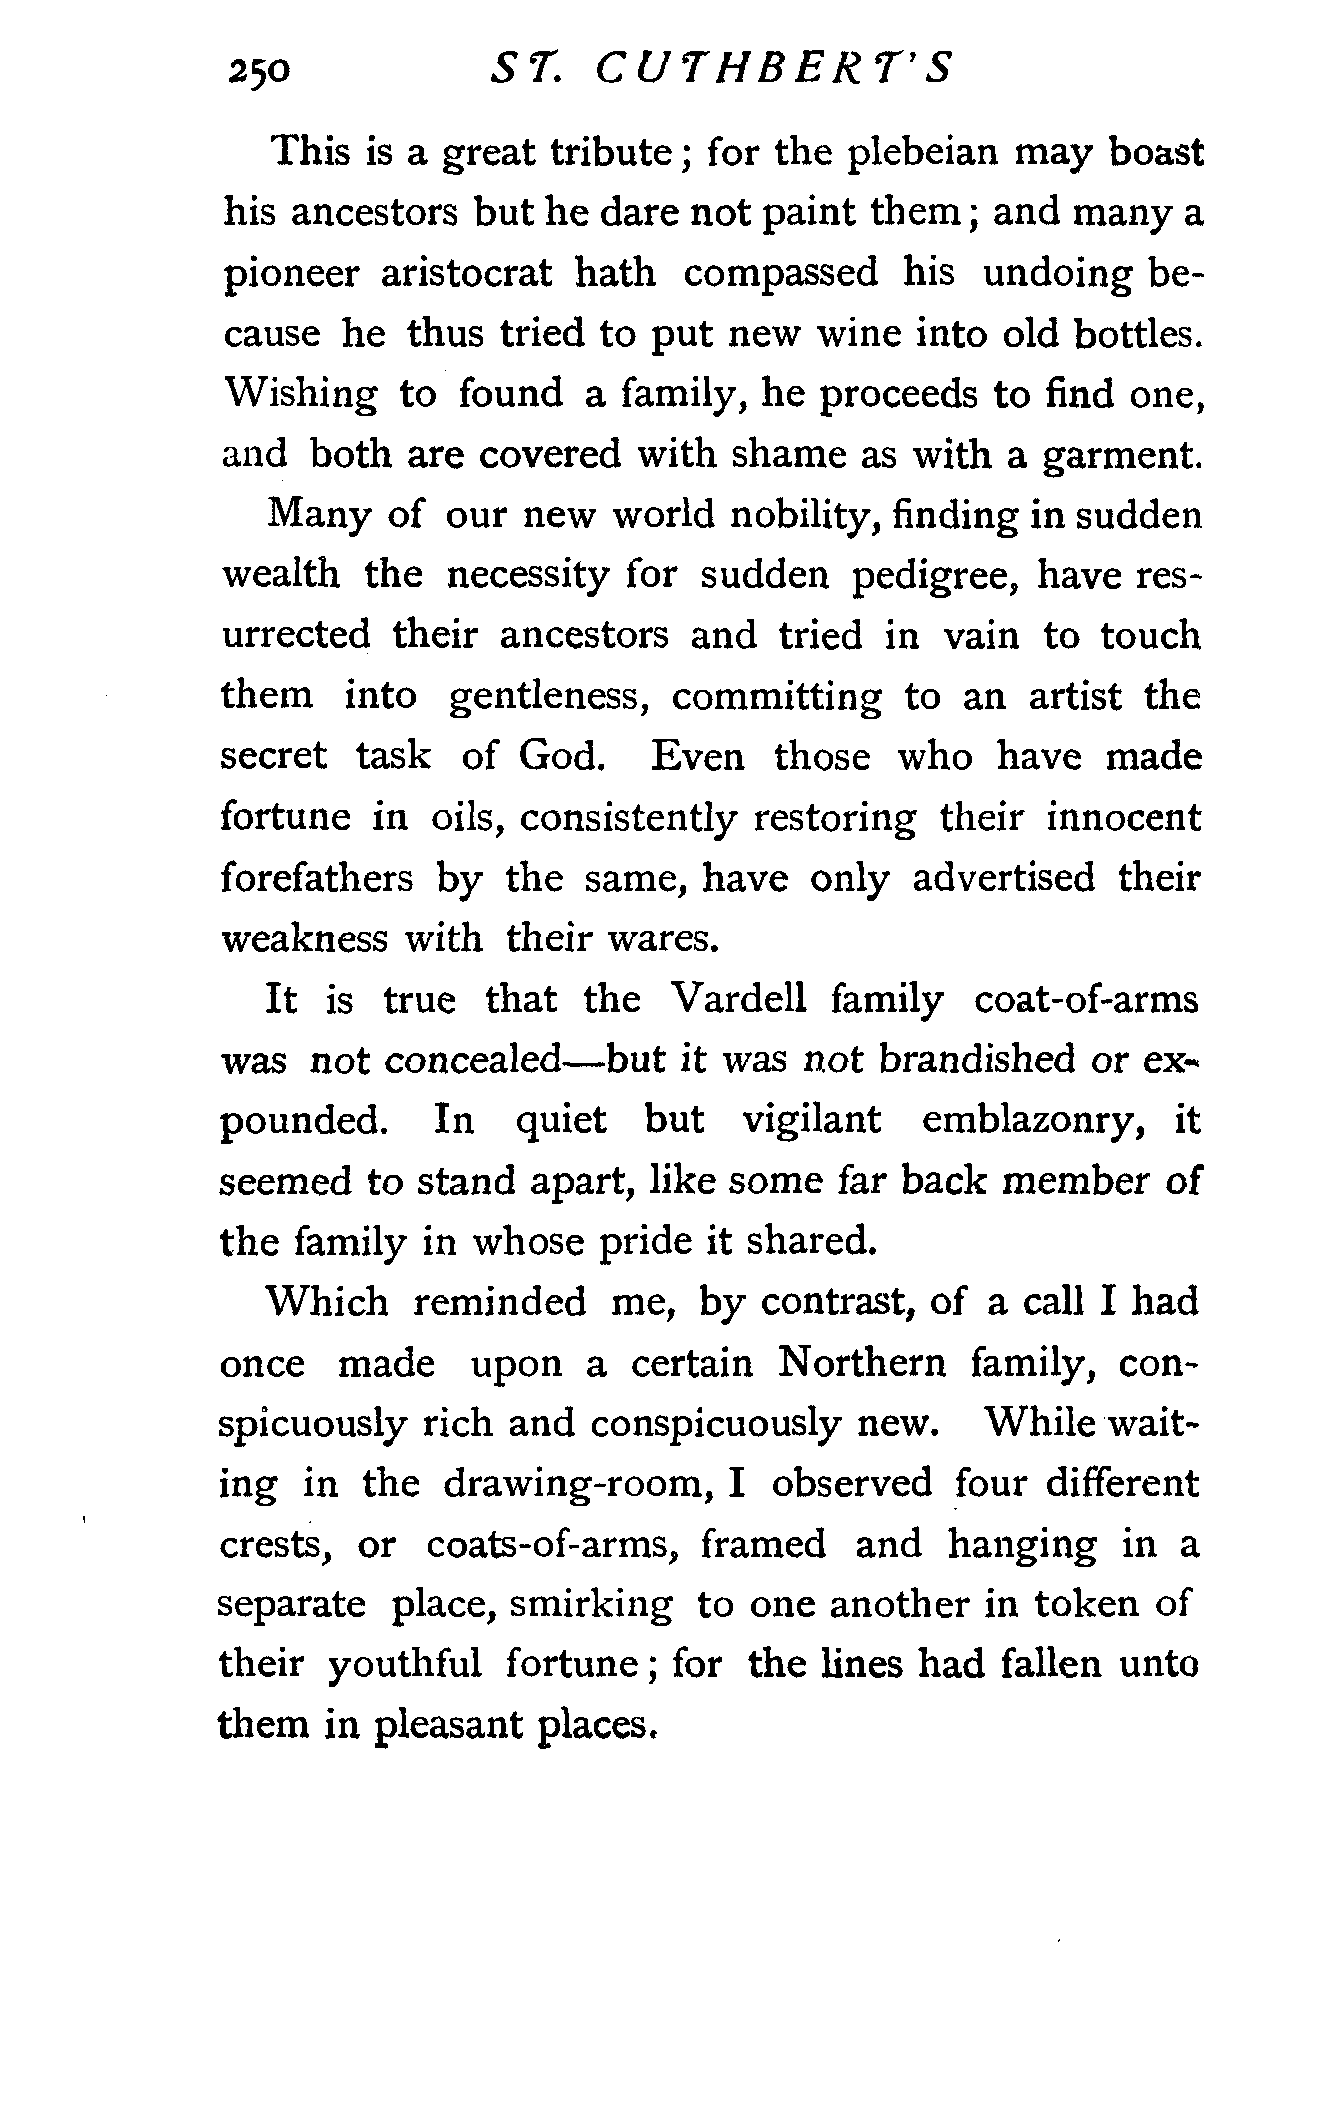 250 ST. CUTHBERT'S
This is a great tribute; for the plebeian may boast
his ancestors but he dare not paint them; and many a
pioneer aristocrat hath compassed his undoing be-
cause he thus tried to put new wine into old bottles.
Wishing to found a family, he proceeds to find one,
and both are covered with shame as with a garment.
Many of our new world nobility, finding in sudden
wealth the necessity for sudden pedigree, have res-
urrected their ancestors and tried in vain to touch
them into gentleness, committing to an artist the
secret task of God. Even those who have made
fortune in oils, consistently restoring their innocent
forefathers by the same, have only advertised their
weakness with their wares.
It is true that the Vardell family coat-of-arms
was not concealed—but it was not brandished or ex-
pounded. In quiet but vigilant emblazonry, it
seemed to stand apart, like some far back member of
the family in whose pride it shared.
Which reminded me, by contrast, of a call I had
once made upon a certain Northern family, con-
spicuously rich and conspicuously new. While wait-
ing in the drawing-room, I observed four different
crests, or coats-of-arms, framed and hanging in a
separate place, smirking to one another in token of
their youthful fortune; for the lines had fallen unto
them in pleasant places.